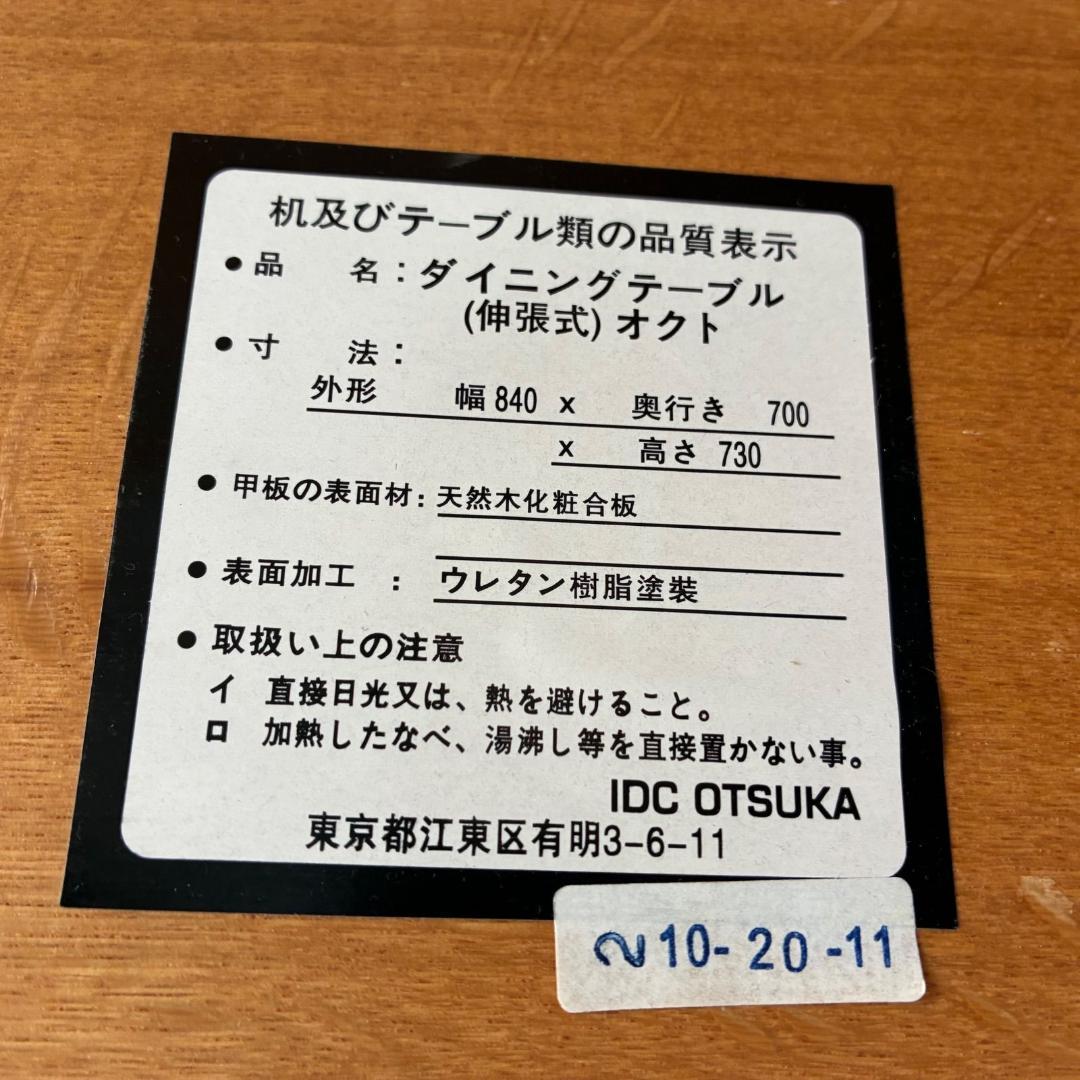 机及びテーブル類の品質表示
●品 名：ダイニングテーブル
(伸張式) オクト
●寸 法：
外形 幅 840 x 奥行き 700
x 高さ 730
●甲板の表面材：天然木化粧合板
●表面加工 ：ウレタン樹脂塗装
●取扱い上の注意
イ 直接日光又は、熱を避けること。
ロ 加熱したなべ、湯沸し等を直接置かない事。
IDC OTSUKA
東京都江東区有明3-6-11
10-20-11